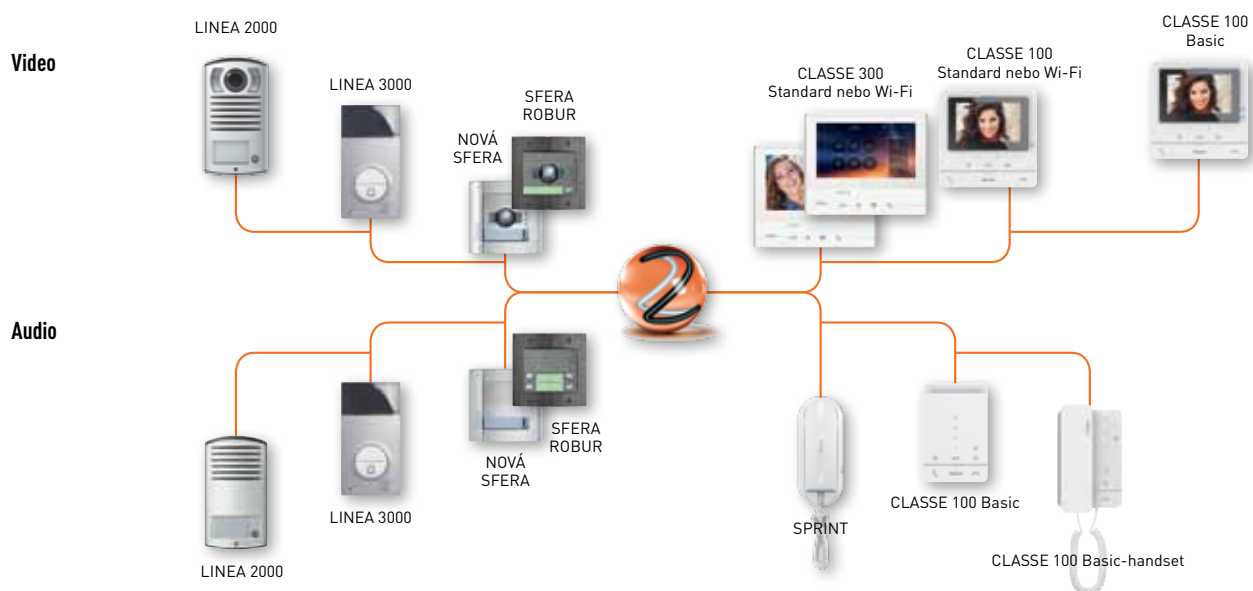 LINEA 2000
CLASSE 100
Basic
Video
CLASSE 100
Standard nebo Wi-Fi
CLASSE 300
Standard nebo Wi-Fi
LINEA 3000
SFERA
ROBUR
NOVÁ
SFERA
2
Audio
SFERA
ROBUR
NOVÁ
SFERA
LINEA 3000
LINEA 2000
SPRINT
CLASSE 100 Basic
CLASSE 100 Basic-handset